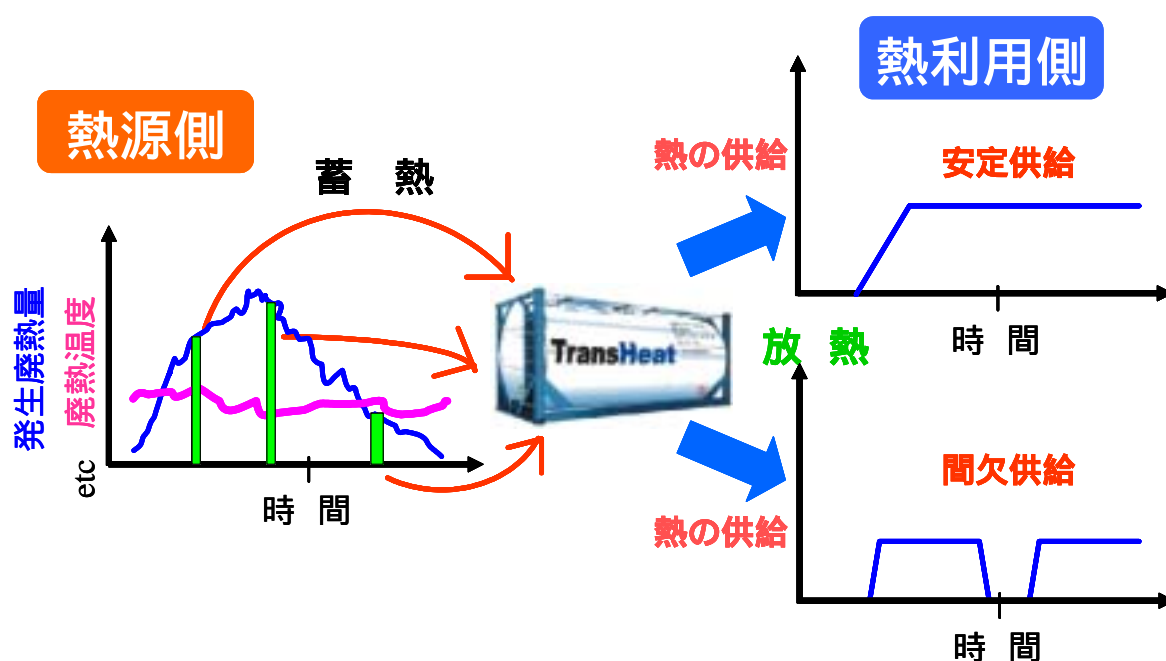 熱源側
蓄 熱
発生廃熱量
廃熱温度
etc
時 間
TransHeat
熱の供給
放 熱
熱の供給
熱利用側
安定供給
時 間
間欠供給
時 間